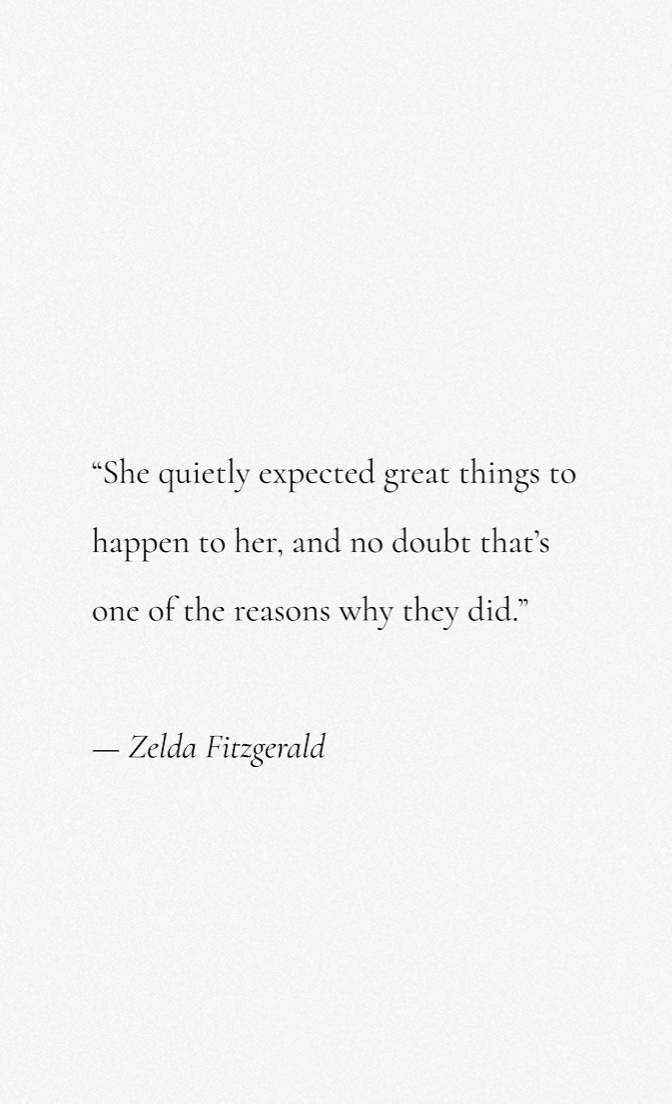 “She quietly expected great things to
happen to her, and no doubt that’s
one of the reasons why they did.”
— Zelda Fitzgerald